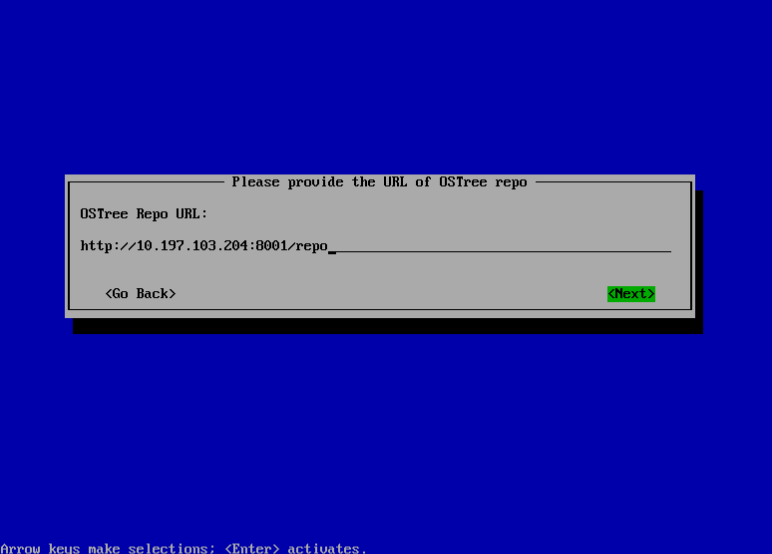 Please provide the URL of OSTree repo
OSTree Repo URL:
http://10.197.103.204:8001/repo
<Go Back> <Next>
Arrow keys make selections; <Enter> activates.